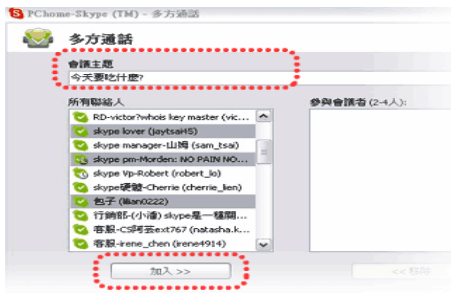 PChome-Skype (TM) - 多方通話
多方通話
會議主題
今天要吃什麼?
所有聯絡人
參與會議者 (2-4人):
RD-victor?whois key master (vic...
skype lover (jaytsai45)
skype manager-山姆 (sam_tsai)
skype pm-Morden: NO PAIN NO...
skype Vp-Robert (robert_lo)
skype硬體-Cherrie (cherrie_lien)
包子 (lilian0222)
行銷部-(小潘) skype是一種開...
客服-CS阿芸ext767 (natasha.k...
客服-irene_chen (irene4914)
加入 >>
<< 移除